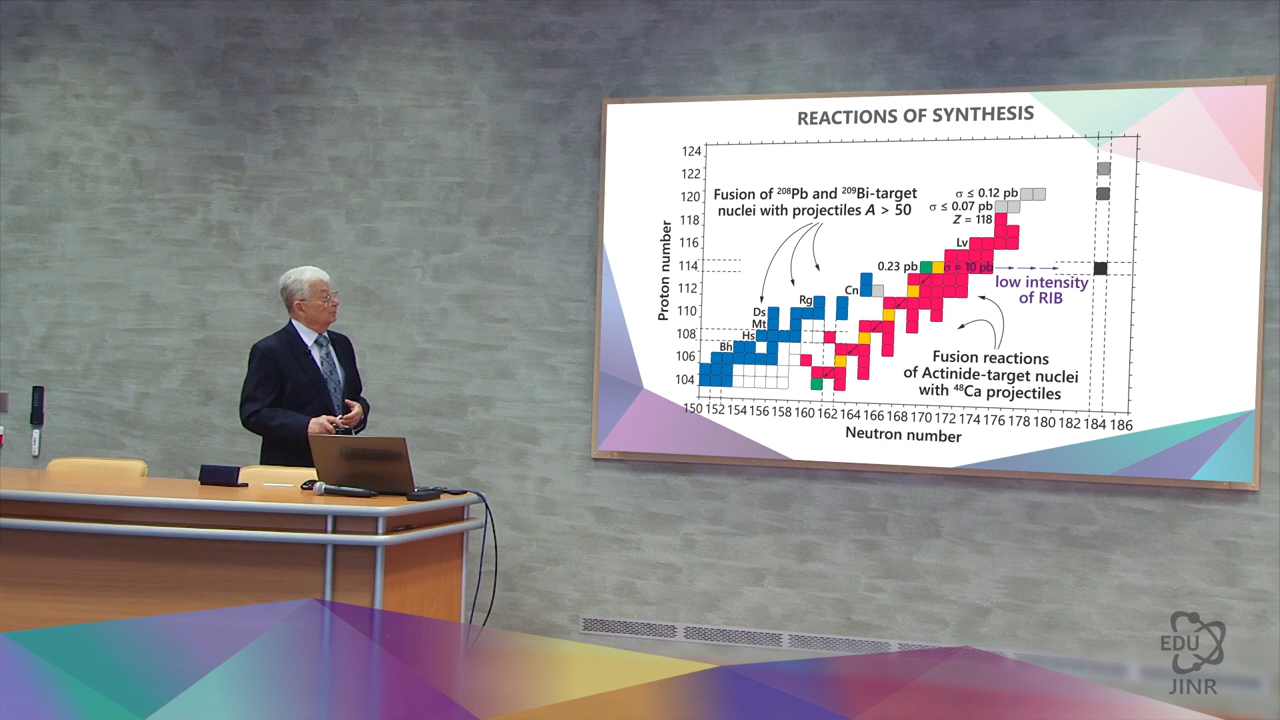 REACTIONS OF SYNTHESIS
124
122
120
118
116
114
112
110
108
106
104
Proton number
Fusion of ²⁰⁸Pb and ²⁰⁹Bi-target
nuclei with projectiles A > 50
σ ≤ 0.12 pb
σ ≤ 0.07 pb
Z = 118
Lv
0.23 pb
σ = 10 pb
low intensity
of RIB
Cn
Rg
Ds
Mt
Hs
Bh
Fusion reactions
of Actinide-target nuclei
with ⁴⁸Ca projectiles
150 152 154 156 158 160 162 164 166 168 170 172 174 176 178 180 182 184 186
Neutron number
EDU
JINR